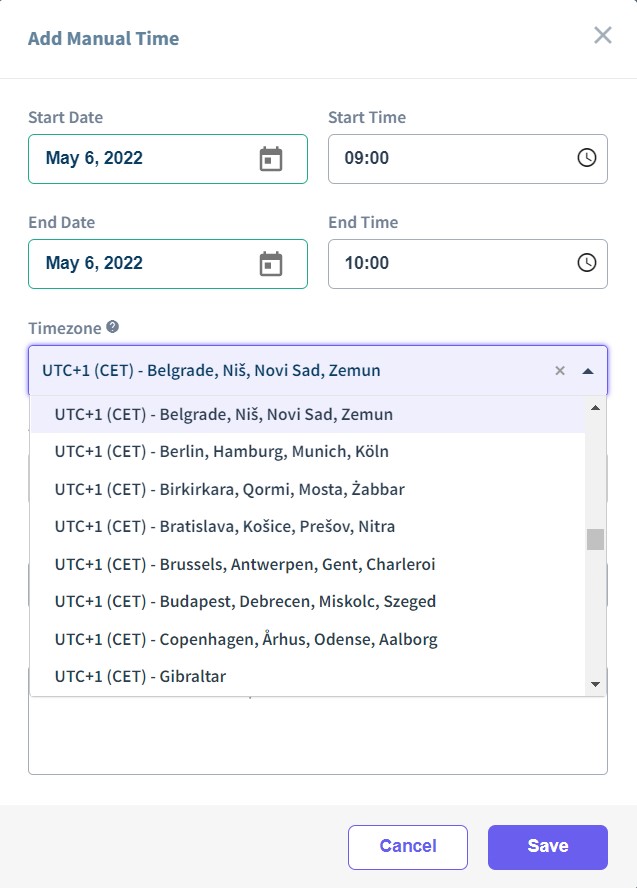 Add Manual Time
Start Date
Start Time
May 6, 2022
09:00
End Date
End Time
May 6, 2022
10:00
Timezone
UTC+1 (CET) - Belgrade, Niš, Novi Sad, Zemun
UTC+1 (CET) - Belgrade, Niš, Novi Sad, Zemun
UTC+1 (CET) - Berlin, Hamburg, Munich, Köln
UTC+1 (CET) - Birkirkara, Qormi, Mosta, Żabbar
UTC+1 (CET) - Bratislava, Košice, Prešov, Nitra
UTC+1 (CET) - Brussels, Antwerpen, Gent, Charleroi
UTC+1 (CET) - Budapest, Debrecen, Miskolc, Szeged
UTC+1 (CET) - Copenhagen, Århus, Odense, Aalborg
UTC+1 (CET) - Gibraltar
Cancel
Save